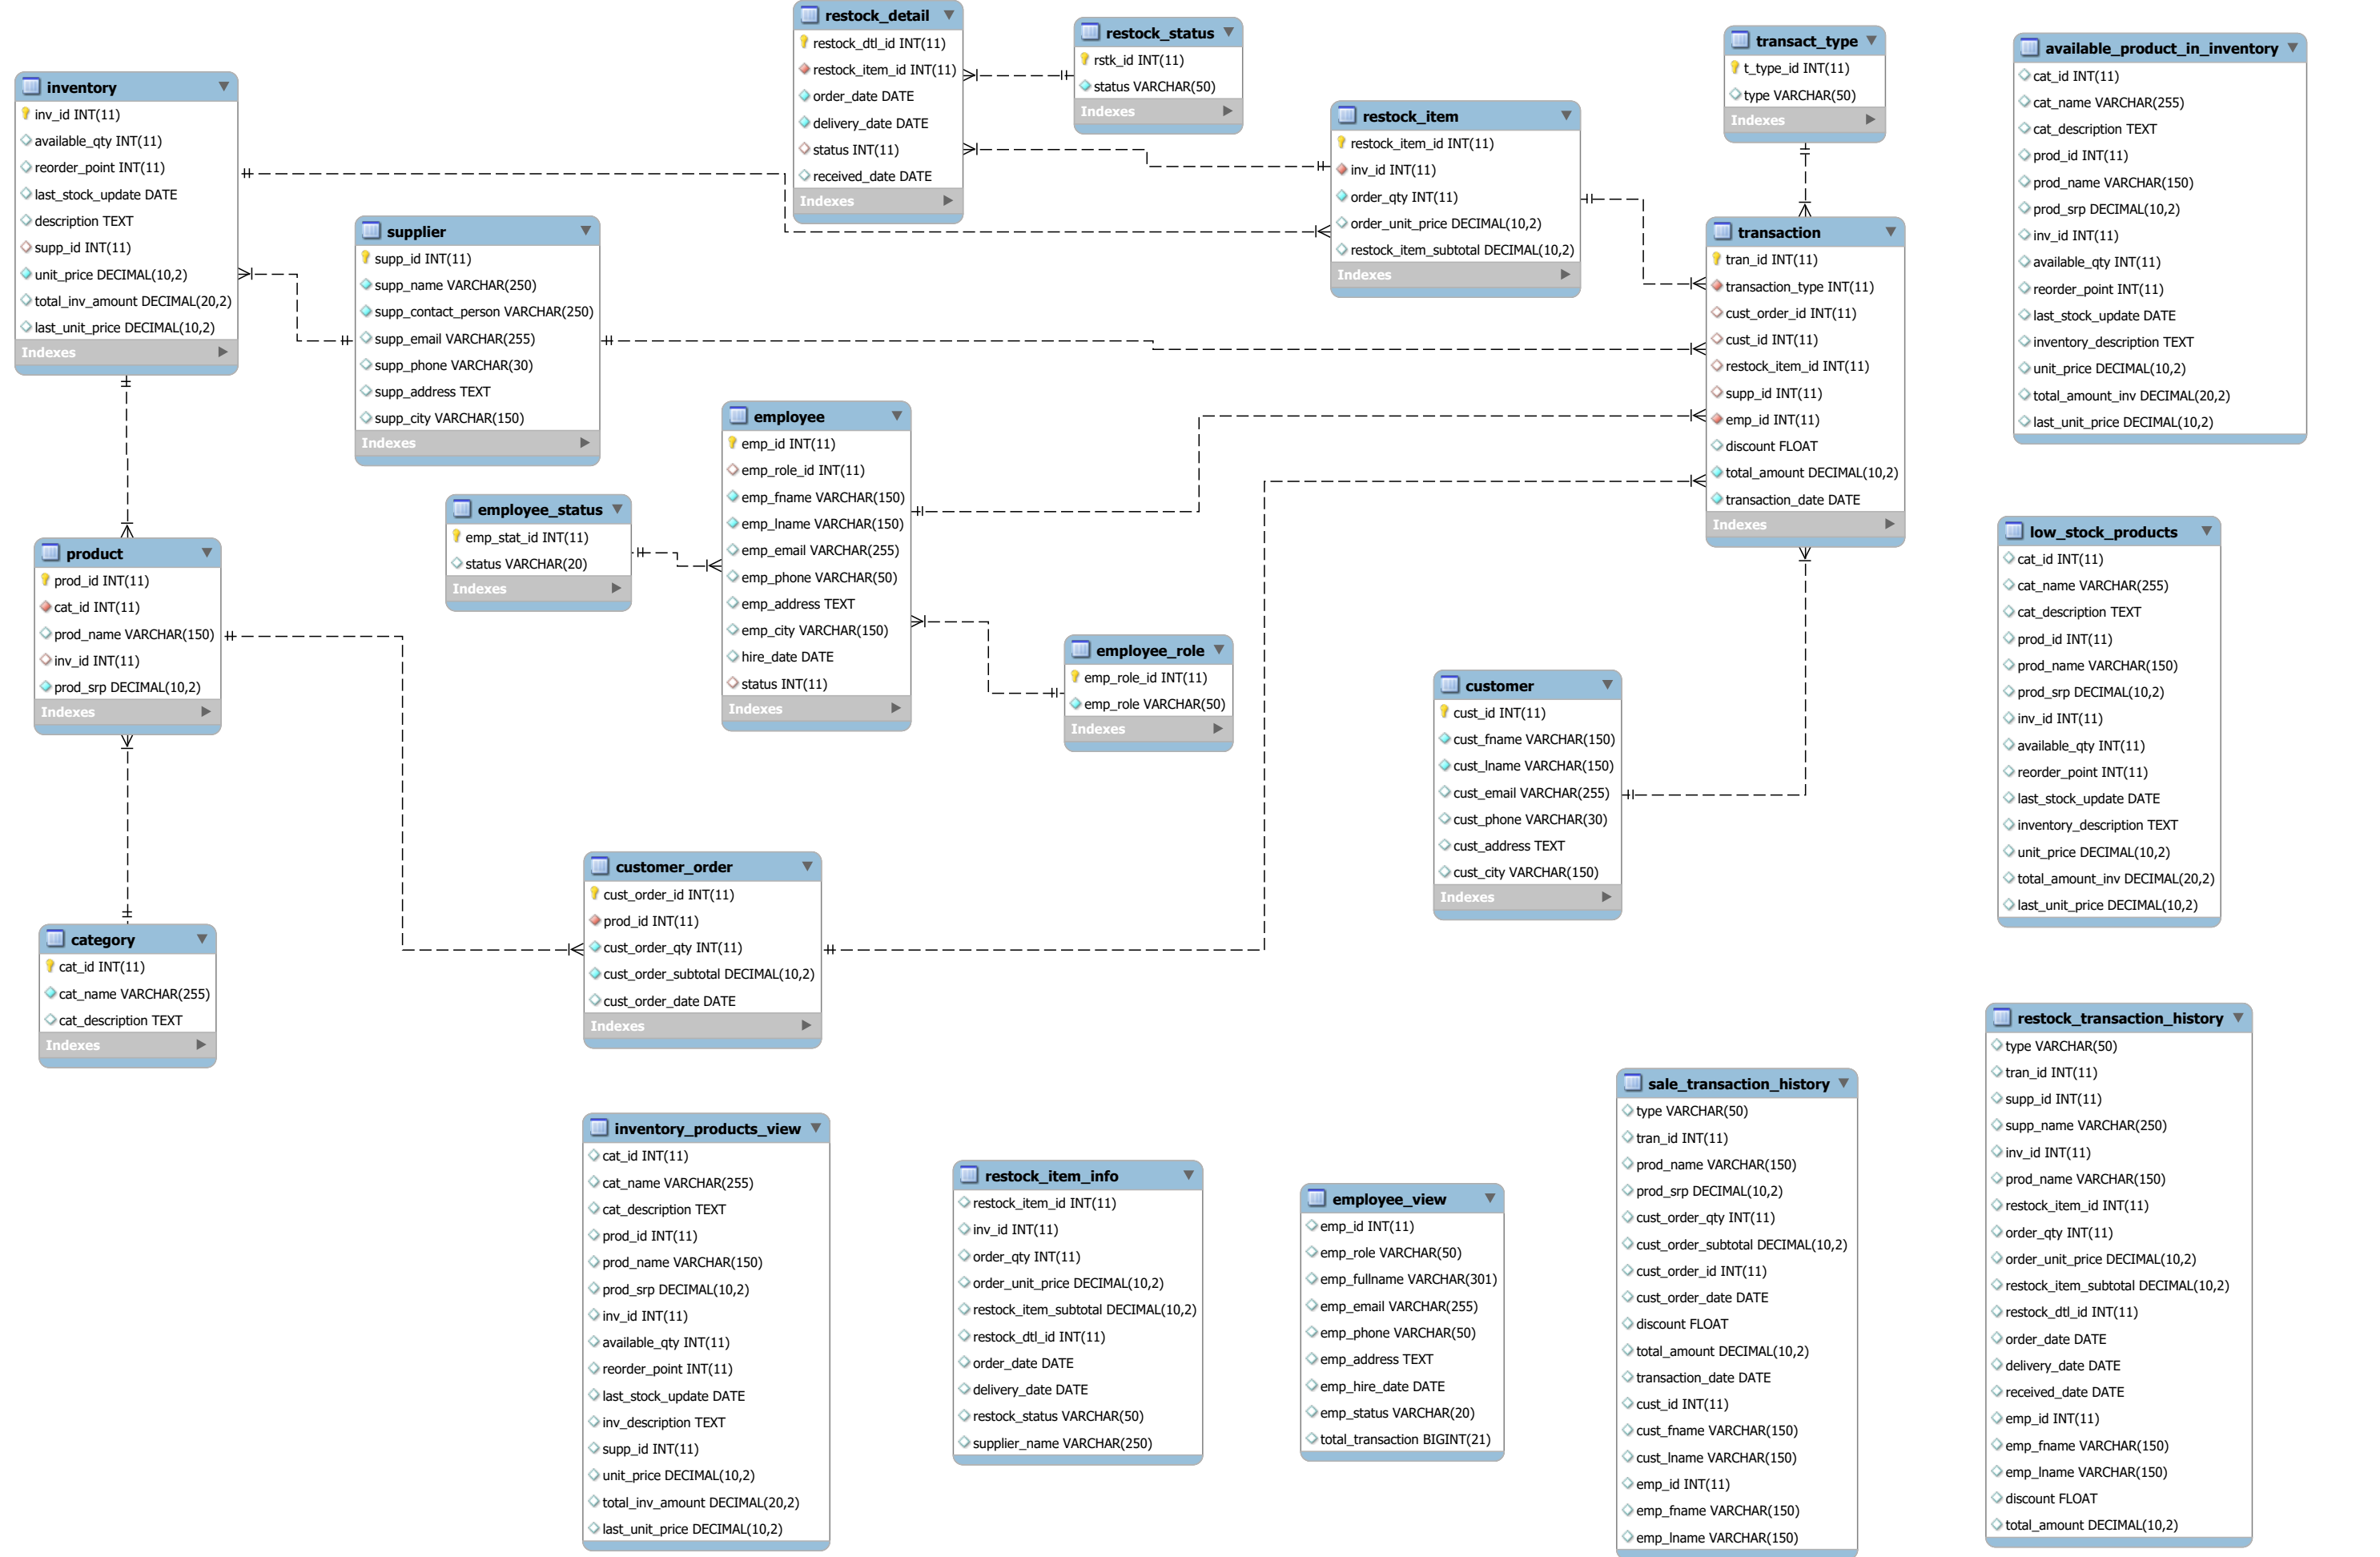 restock_detail
restock_dtl_id INT(11)
restock_item_id INT(11)
order_date DATE
delivery_date DATE
status INT(11)
received_date DATE
Indexes
restock_status
rstk_id INT(11)
status VARCHAR(50)
Indexes
transact_type
t_type_id INT(11)
type VARCHAR(50)
Indexes
available_product_in_inventory
cat_id INT(11)
cat_name VARCHAR(255)
cat_description TEXT
prod_id INT(11)
prod_name VARCHAR(150)
prod_srp DECIMAL(10,2)
inv_id INT(11)
available_qty INT(11)
reorder_point INT(11)
last_stock_update DATE
inventory_description TEXT
unit_price DECIMAL(10,2)
total_amount_inv DECIMAL(20,2)
last_unit_price DECIMAL(10,2)
inventory
inv_id INT(11)
available_qty INT(11)
reorder_point INT(11)
last_stock_update DATE
description TEXT
supp_id INT(11)
unit_price DECIMAL(10,2)
total_inv_amount DECIMAL(20,2)
last_unit_price DECIMAL(10,2)
Indexes
restock_item
restock_item_id INT(11)
inv_id INT(11)
order_qty INT(11)
order_unit_price DECIMAL(10,2)
restock_item_subtotal DECIMAL(10,2)
Indexes
supplier
supp_id INT(11)
supp_name VARCHAR(250)
supp_contact_person VARCHAR(250)
supp_email VARCHAR(255)
supp_phone VARCHAR(30)
supp_address TEXT
supp_city VARCHAR(150)
Indexes
transaction
tran_id INT(11)
transaction_type INT(11)
cust_order_id INT(11)
cust_id INT(11)
restock_item_id INT(11)
supp_id INT(11)
emp_id INT(11)
discount FLOAT
total_amount DECIMAL(10,2)
transaction_date DATE
Indexes
employee
emp_id INT(11)
emp_role_id INT(11)
emp_fname VARCHAR(150)
emp_lname VARCHAR(150)
emp_email VARCHAR(255)
emp_phone VARCHAR(50)
emp_address TEXT
emp_city VARCHAR(150)
hire_date DATE
status INT(11)
Indexes
employee_status
emp_stat_id INT(11)
status VARCHAR(20)
Indexes
low_stock_products
cat_id INT(11)
cat_name VARCHAR(255)
cat_description TEXT
prod_id INT(11)
prod_name VARCHAR(150)
prod_srp DECIMAL(10,2)
inv_id INT(11)
available_qty INT(11)
reorder_point INT(11)
last_stock_update DATE
inventory_description TEXT
unit_price DECIMAL(10,2)
total_amount_inv DECIMAL(20,2)
last_unit_price DECIMAL(10,2)
product
prod_id INT(11)
cat_id INT(11)
prod_name VARCHAR(150)
inv_id INT(11)
prod_srp DECIMAL(10,2)
Indexes
employee_role
emp_role_id INT(11)
emp_role VARCHAR(50)
Indexes
customer
cust_id INT(11)
cust_fname VARCHAR(150)
cust_lname VARCHAR(150)
cust_email VARCHAR(255)
cust_phone VARCHAR(30)
cust_address TEXT
cust_city VARCHAR(150)
Indexes
customer_order
cust_order_id INT(11)
prod_id INT(11)
cust_order_qty INT(11)
cust_order_subtotal DECIMAL(10,2)
cust_order_date DATE
Indexes
category
cat_id INT(11)
cat_name VARCHAR(255)
cat_description TEXT
Indexes
inventory_products_view
cat_id INT(11)
cat_name VARCHAR(255)
cat_description TEXT
prod_id INT(11)
prod_name VARCHAR(150)
prod_srp DECIMAL(10,2)
inv_id INT(11)
available_qty INT(11)
reorder_point INT(11)
last_stock_update DATE
inv_description TEXT
supp_id INT(11)
unit_price DECIMAL(10,2)
total_inv_amount DECIMAL(20,2)
last_unit_price DECIMAL(10,2)
restock_item_info
restock_item_id INT(11)
inv_id INT(11)
order_qty INT(11)
order_unit_price DECIMAL(10,2)
restock_item_subtotal DECIMAL(10,2)
restock_dtl_id INT(11)
order_date DATE
delivery_date DATE
restock_status VARCHAR(50)
supplier_name VARCHAR(250)
employee_view
emp_id INT(11)
emp_role VARCHAR(50)
emp_fullname VARCHAR(301)
emp_email VARCHAR(255)
emp_phone VARCHAR(50)
emp_address TEXT
emp_hire_date DATE
emp_status VARCHAR(20)
total_transaction BIGINT(21)
sale_transaction_history
type VARCHAR(50)
tran_id INT(11)
prod_name VARCHAR(150)
prod_srp DECIMAL(10,2)
cust_order_qty INT(11)
cust_order_subtotal DECIMAL(10,2)
cust_order_id INT(11)
cust_order_date DATE
discount FLOAT
total_amount DECIMAL(10,2)
transaction_date DATE
cust_id INT(11)
cust_fname VARCHAR(150)
cust_lname VARCHAR(150)
emp_id INT(11)
emp_fname VARCHAR(150)
emp_lname VARCHAR(150)
restock_transaction_history
type VARCHAR(50)
tran_id INT(11)
supp_id INT(11)
supp_name VARCHAR(250)
inv_id INT(11)
prod_name VARCHAR(150)
restock_item_id INT(11)
order_qty INT(11)
order_unit_price DECIMAL(10,2)
restock_item_subtotal DECIMAL(10,2)
restock_dtl_id INT(11)
order_date DATE
delivery_date DATE
received_date DATE
emp_id INT(11)
emp_fname VARCHAR(150)
emp_lname VARCHAR(150)
discount FLOAT
total_amount DECIMAL(10,2)